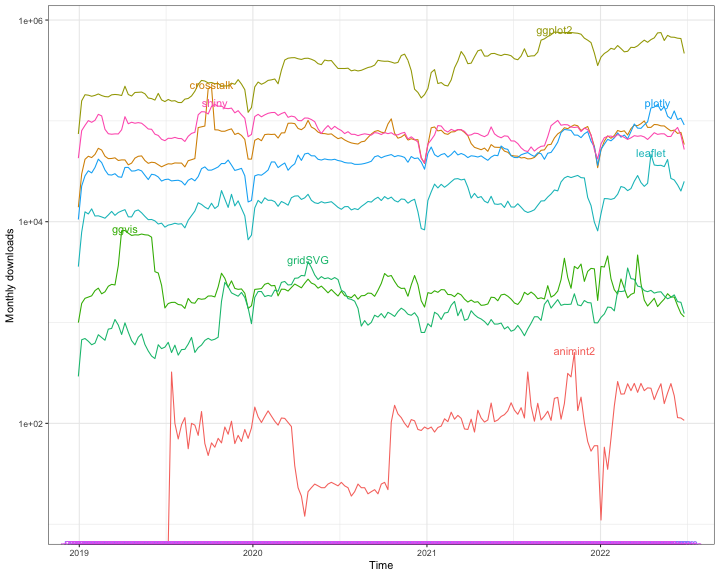 1e+06
ggplot2
crosstalk
shiny
plotly
leaflet
1e+04
ggvis
gridSVG
animint2
1e+02
Monthly downloads
2019 2020 2021 2022
Time